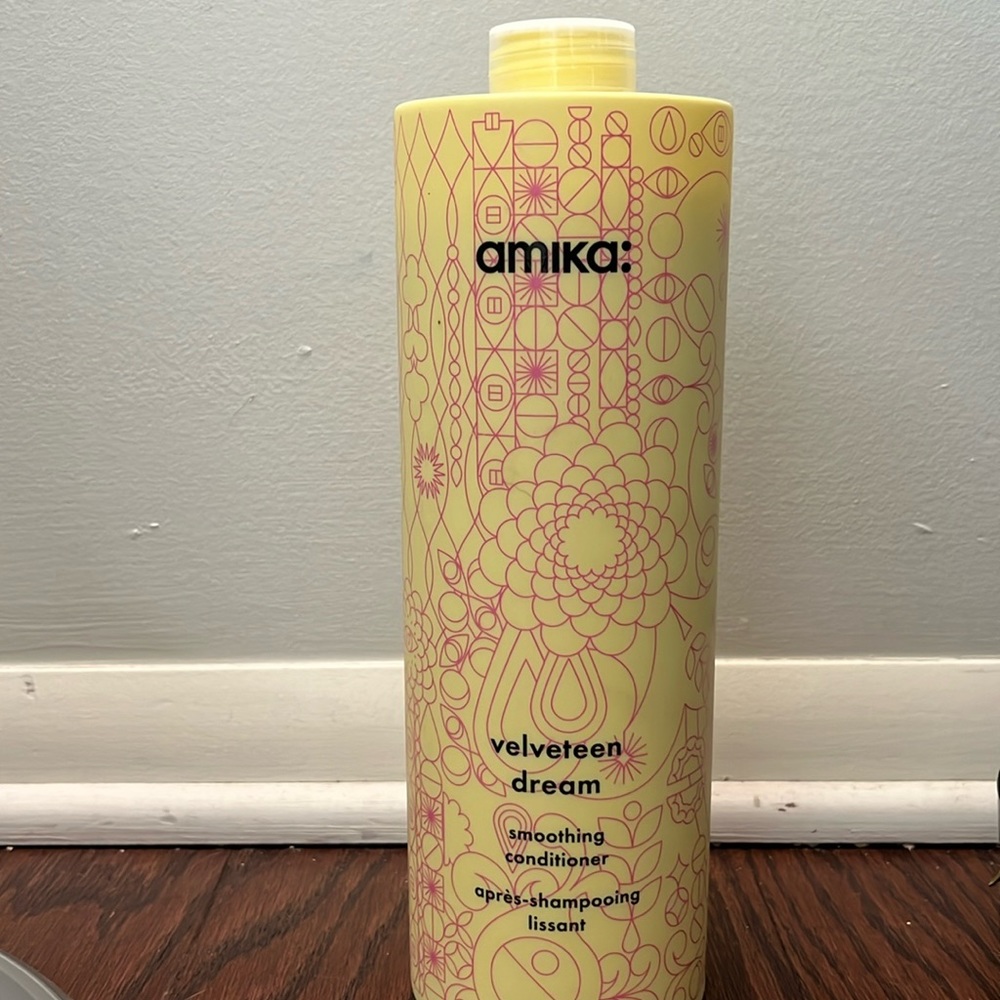 amika:
velveteen
dream
smoothing
conditioner
après-shampooing
lissant